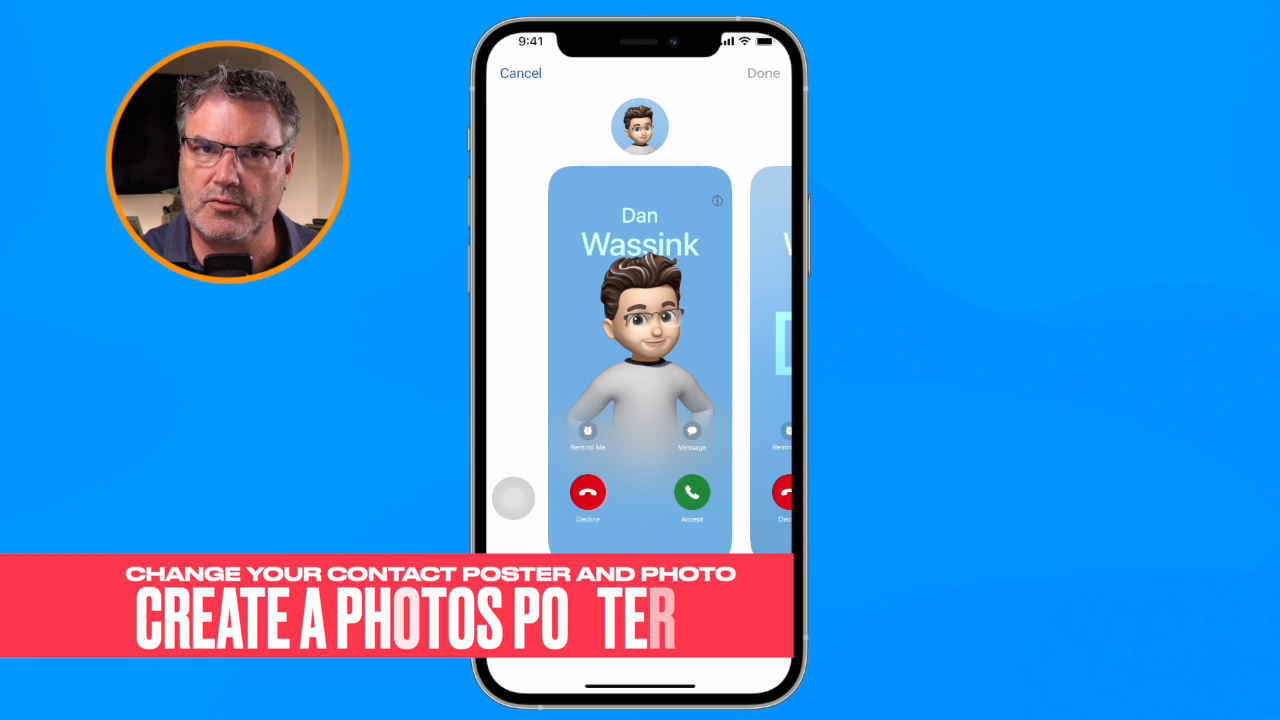 9:41
Cancel
Done
Dan
Wassink
Remind Me
Message
Decline
Accept
CHANGE YOUR CONTACT POSTER AND PHOTO
CREATE A PHOTOS PO TER